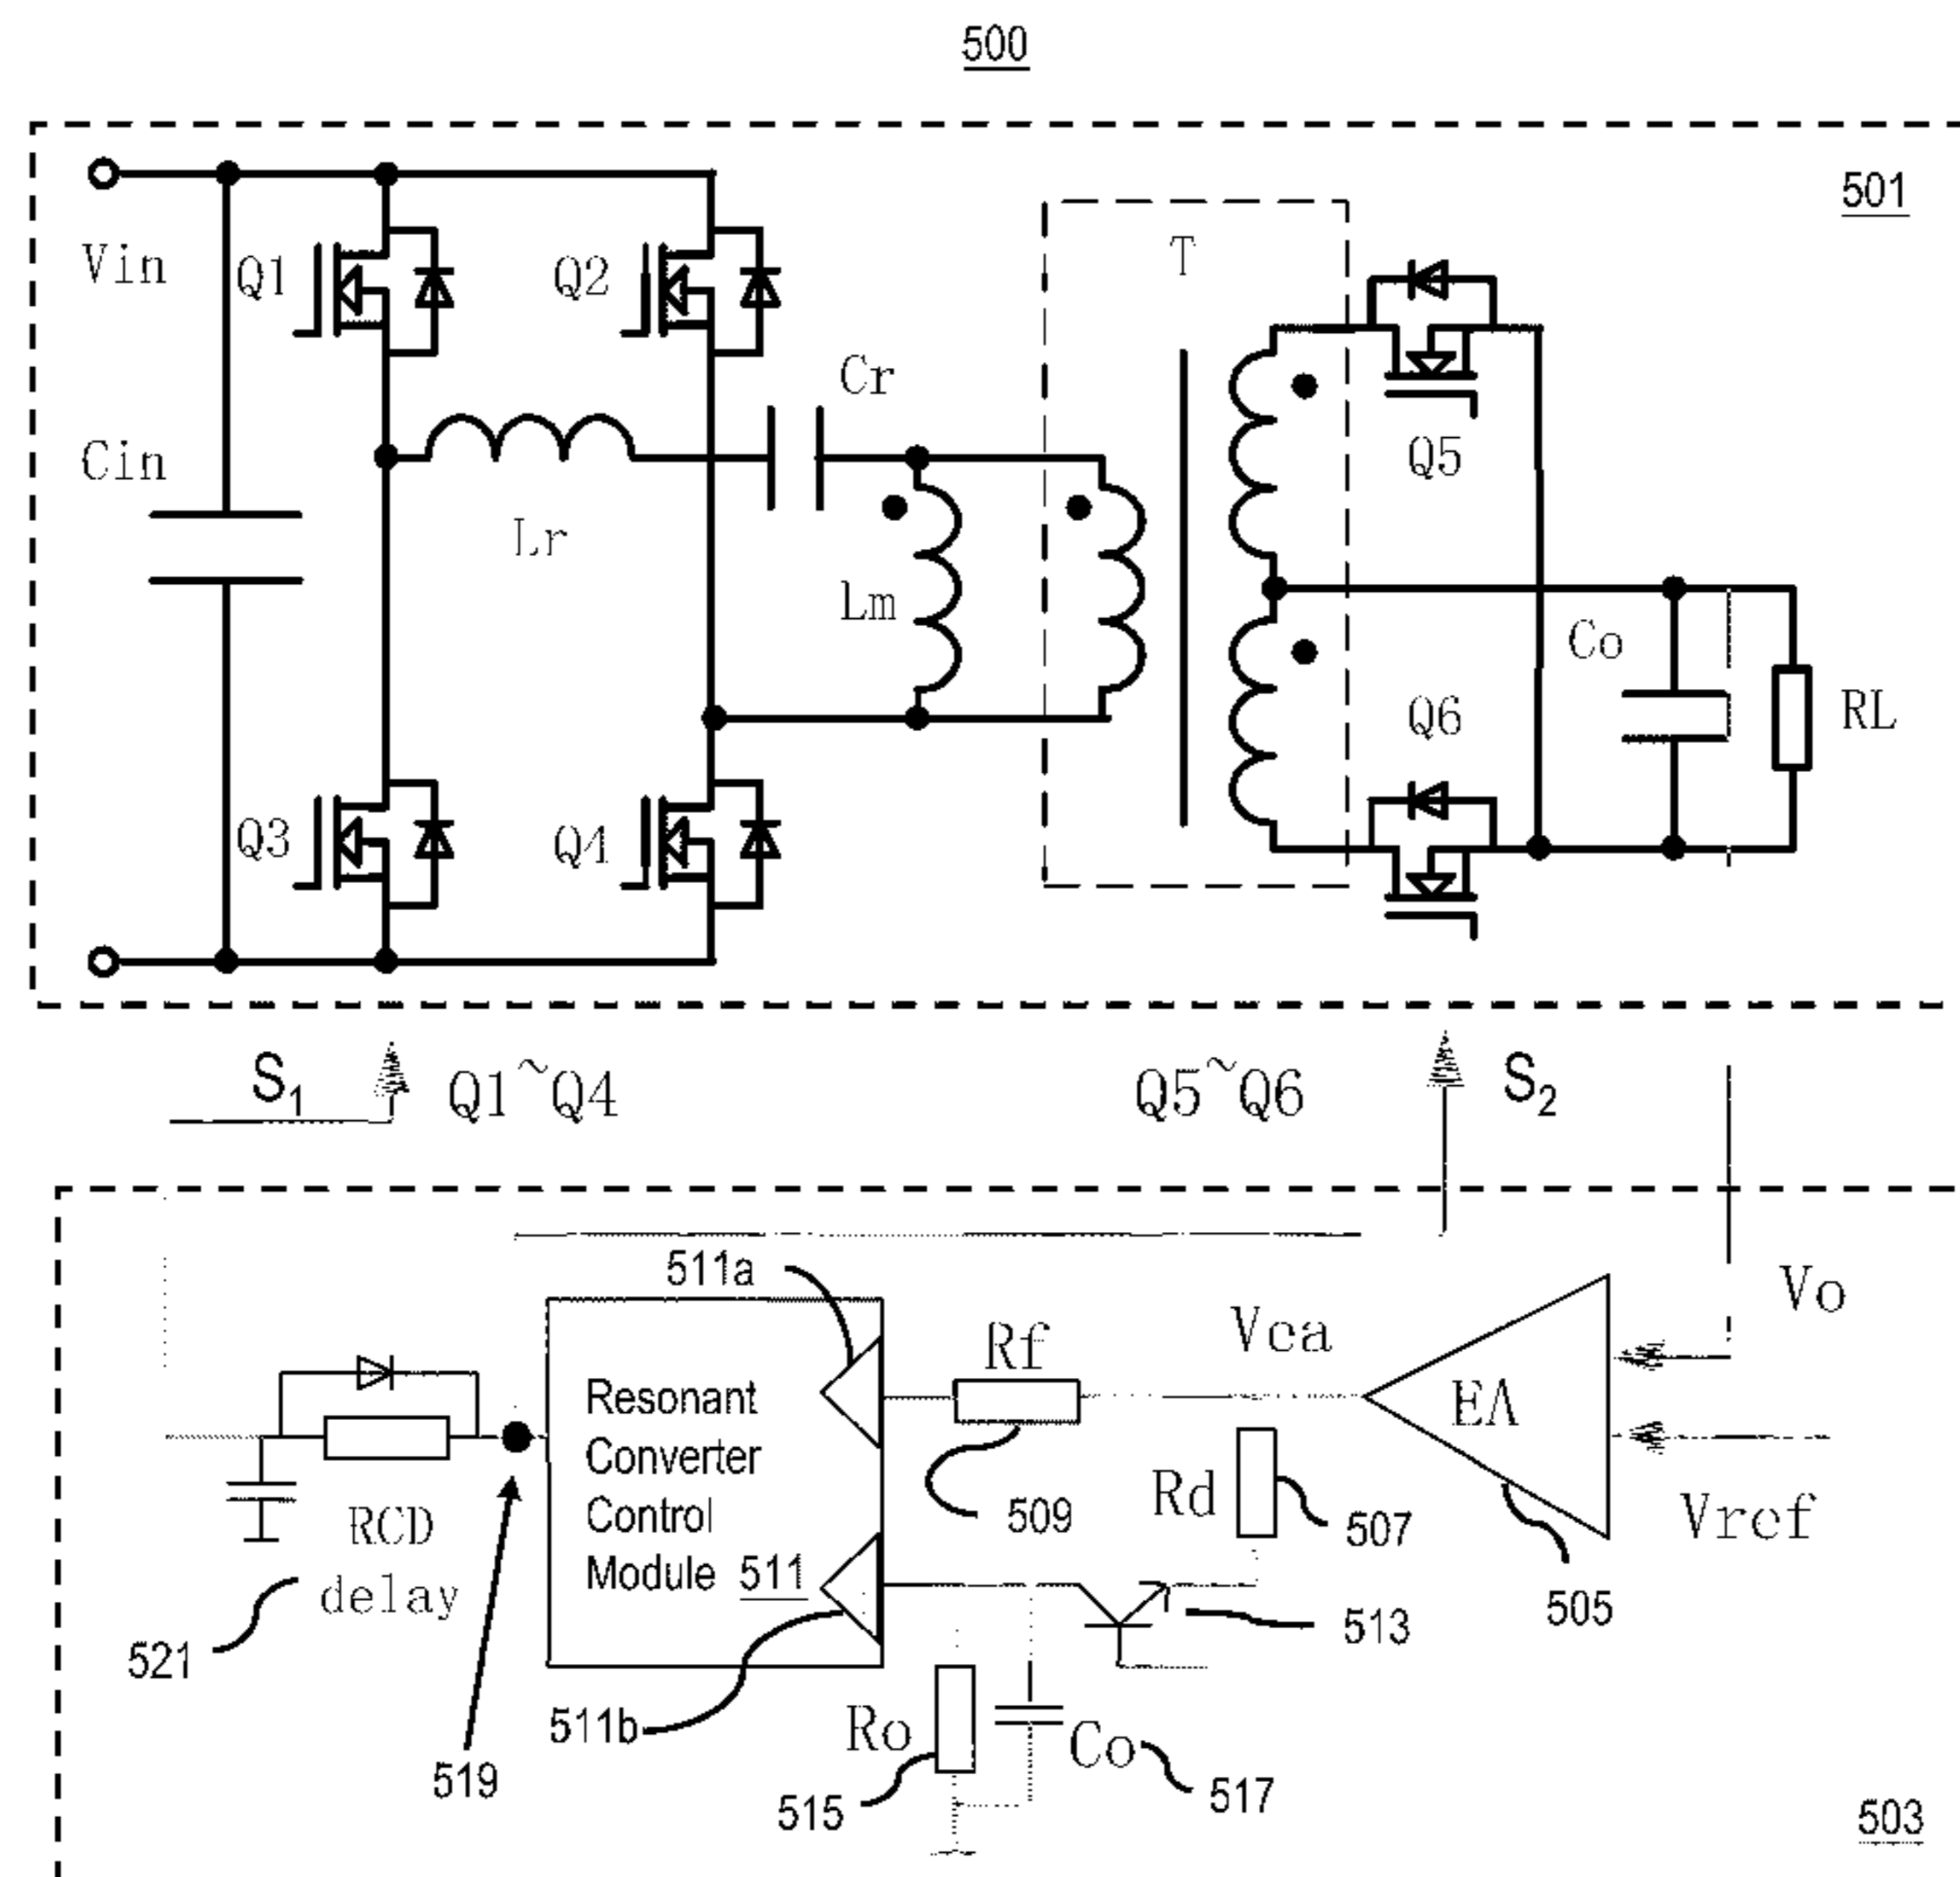 500
501
Vin
Q1
Q2
T
Cr
Cin
Q5
Lr
Lm
Co
Q6
RL
Q3
Q4
S1
Q1~Q4
Q5~Q6
S2
511a
Vo
Rf
Vea
EA
Resonant
Converter
Control
Module 511
509
Rd
507
Vref
RCD
delay
505
513
521
511b
Ro
Co
519
515
517
503